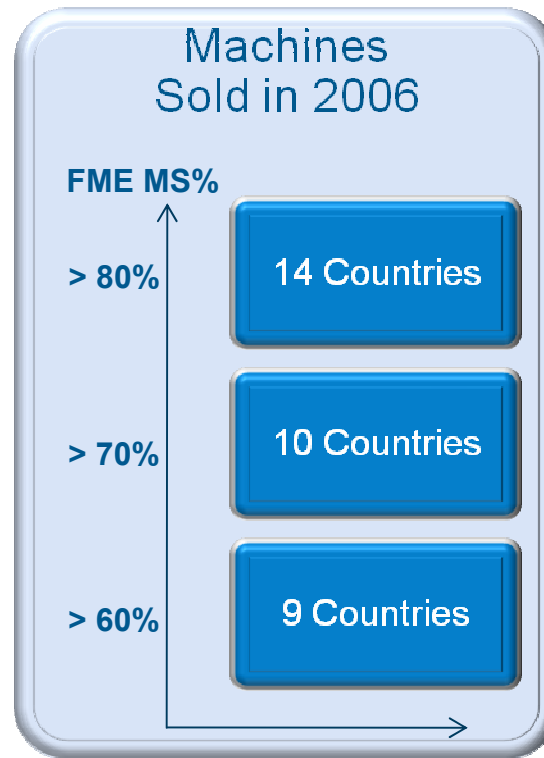 Machines
Sold in 2006
FME MS%
> 80%
14 Countries
> 70%
10 Countries
> 60%
9 Countries